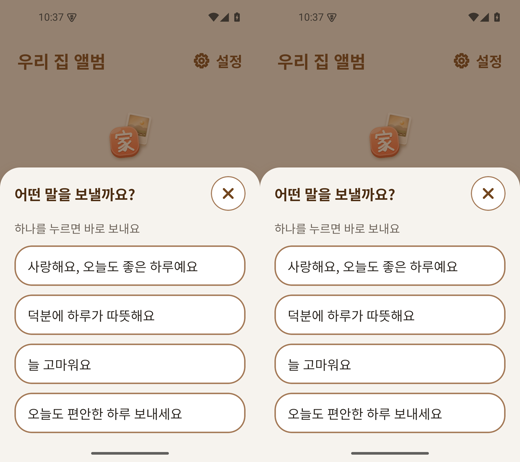 10:37
우리 집 앨범
설정
家
어떤 말을 보낼까요?
하나를 누르면 바로 보내요
사랑해요, 오늘도 좋은 하루예요
덕분에 하루가 따뜻해요
늘 고마워요
오늘도 편안한 하루 보내세요
10:37
우리 집 앨범
설정
家
어떤 말을 보낼까요?
하나를 누르면 바로 보내요
사랑해요, 오늘도 좋은 하루예요
덕분에 하루가 따뜻해요
늘 고마워요
오늘도 편안한 하루 보내세요